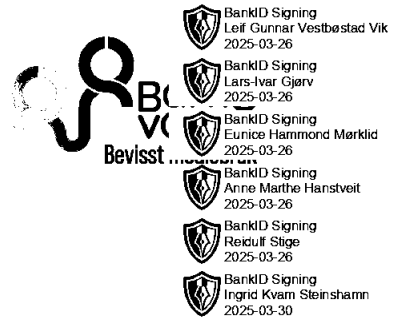 BankID Signing
Leif Gunnar Vestbøstad Vik
2025-03-26
BankID Signing
Lars-Ivar Gjørv
2025-03-26
BankID Signing
Eunice Hammond Mørklid
2025-03-26
Bevisst
BankID Signing
Anne Marthe Hanstveit
2025-03-26
BankID Signing
Reidulf Stige
2025-03-26
BankID Signing
Ingrid Kvam Steinshamn
2025-03-30